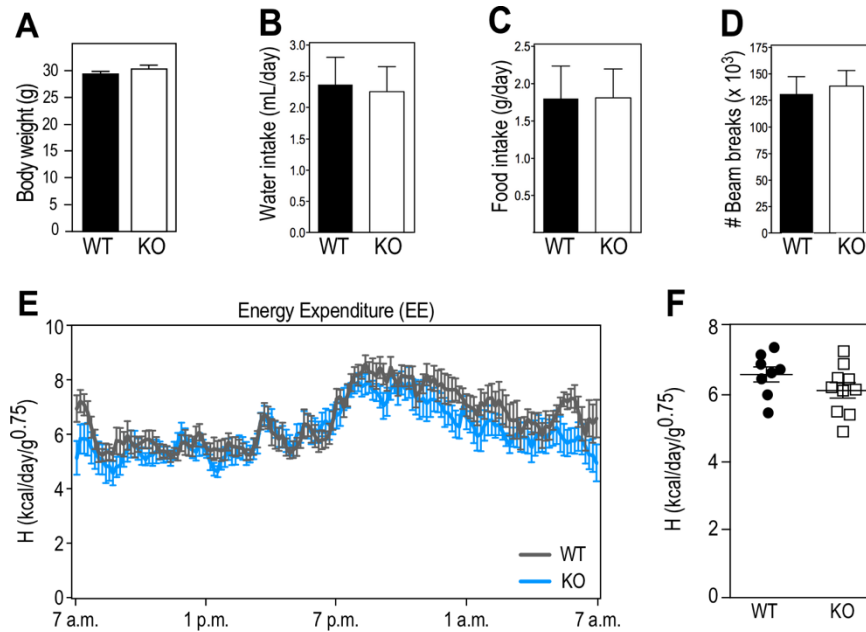 A
Body weight (g)
35
30
25
20
15
10
5
0
WT KO
B
Water intake (mL/day)
3.0
2.5
2.0
1.5
1.0
0.5
0
WT KO
C
Food intake (g/day)
2.5
2.0
1.5
1.0
0.5
WT KO
D
# Beam breaks (x 10³)
175
150
125
100
75
50
25
0
WT KO
E
Energy Expenditure (EE)
H (kcal/day/g^0.75)
10
8
6
4
2
0
7 a.m. 1 p.m. 7 p.m. 1 a.m. 7 a.m.
WT
KO
F
H (kcal/day/g^0.75)
8
6
4
2
0
WT KO